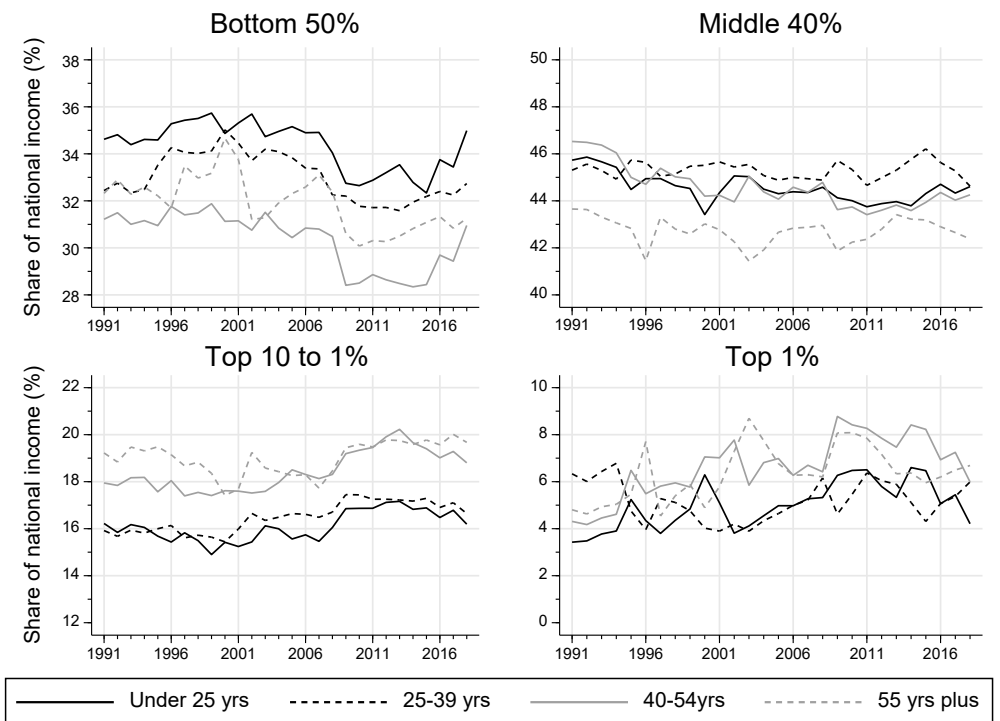 Bottom 50%
Middle 40%
Share of national income (%)
38
36
34
32
30
28
1991 1996 2001 2006 2011 2016
50
48
46
44
42
40
1991 1996 2001 2006 2011 2016
Top 10 to 1%
Top 1%
Share of national income (%)
22
20
18
16
14
12
1991 1996 2001 2006 2011 2016
10
8
6
4
2
0
1991 1996 2001 2006 2011 2016
Under 25 yrs 25-39 yrs 40-54yrs 55 yrs plus